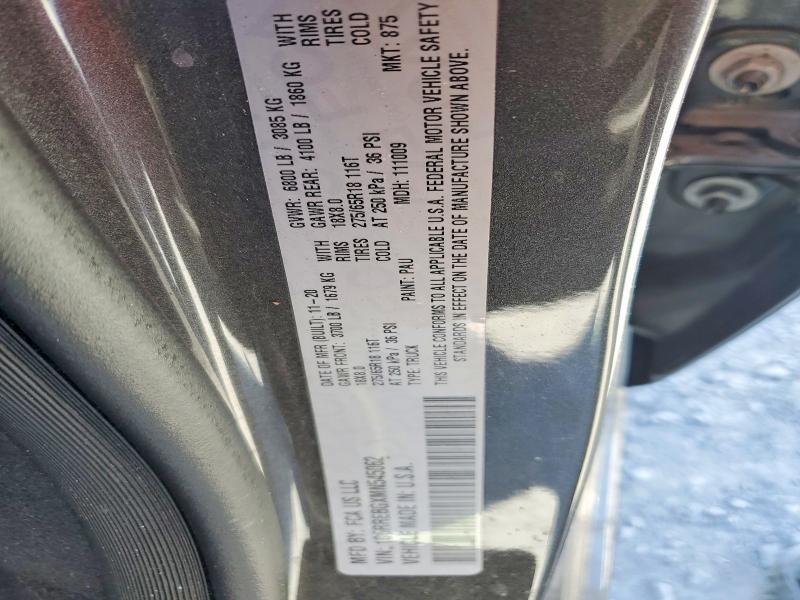 MFD BY: FCA US LLC
DATE OF MFR (BUILT): 11-20
GVWR: 6800 LB / 3085 KG
GAWR FRONT: 3700 LB / 1679 KG WITH
18X8.0 RIMS
275/65R18 116T TIRES
AT 250 kPa / 36 PSI COLD
GAWR REAR: 4100 LB / 1860 KG WITH
18X8.0 RIMS
275/65R18 116T TIRES
AT 250 kPa / 36 PSI COLD
VIN:
VEHICLE MADE IN: U.S.A.
TYPE: TRUCK
PAINT: PAU
MDH: 111009
MKT: 875
THIS VEHICLE CONFORMS TO ALL APPLICABLE U.S.A. FEDERAL MOTOR VEHICLE SAFETY
STANDARDS IN EFFECT ON THE DATE OF MANUFACTURE SHOWN ABOVE.